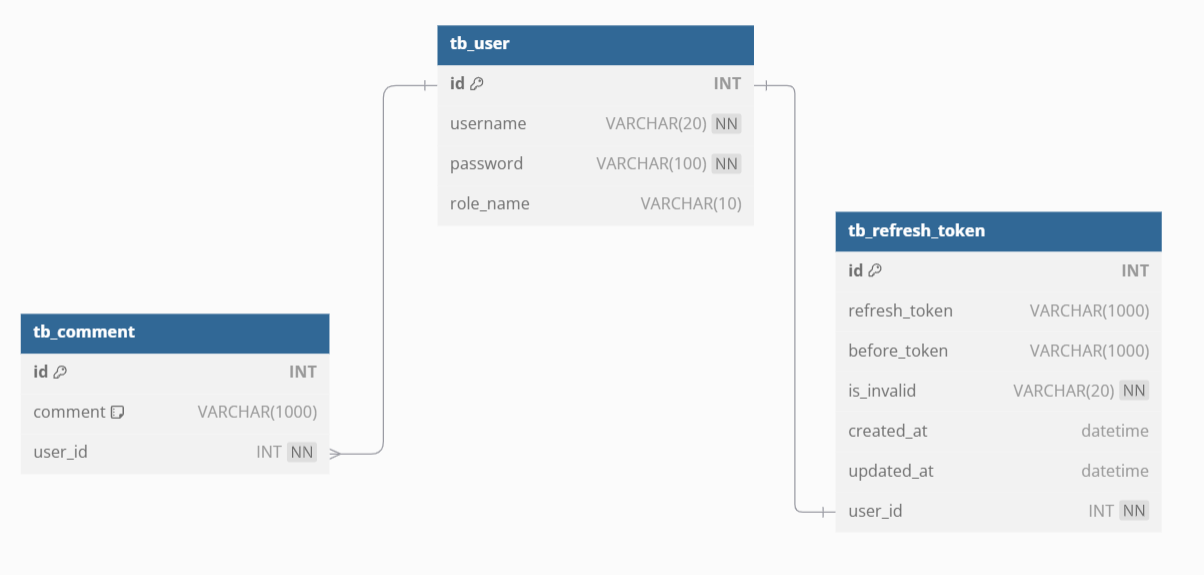 tb_user
id INT
username VARCHAR(20) NN
password VARCHAR(100) NN
role_name VARCHAR(10)
tb_refresh_token
id INT
refresh_token VARCHAR(1000)
before_token VARCHAR(1000)
is_invalid VARCHAR(20) NN
created_at datetime
updated_at datetime
user_id INT NN
tb_comment
id INT
comment VARCHAR(1000)
user_id INT NN